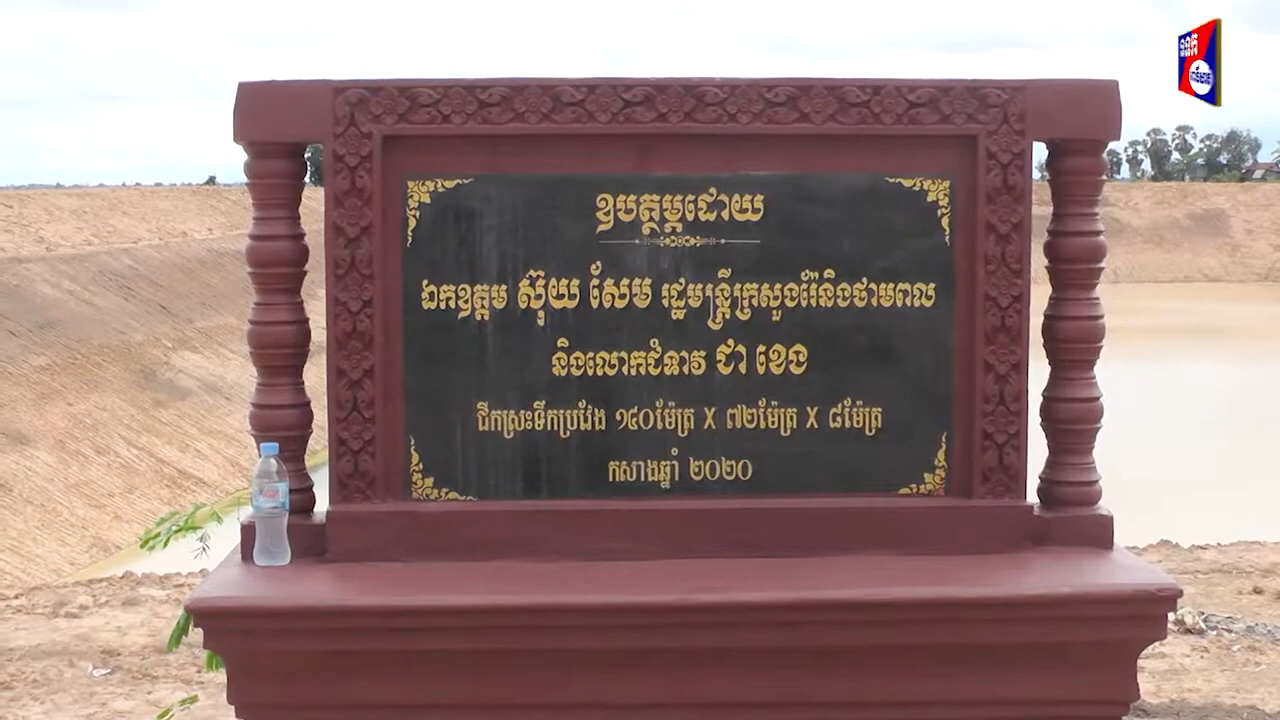 ឧបត្ថម្ភដោយ
ឯកឧត្តម ស៊ុយ សែម រដ្ឋមន្ត្រីក្រសួងរ៉ែនិងថាមពល
និងលោកជំទាវ ជា ខេង
ជីកស្រះទឹកប្រវែង ១៤០ម៉ែត្រ X ៧២ម៉ែត្រ X ៨ម៉ែត្រ
កសាងឆ្នាំ ២០២០